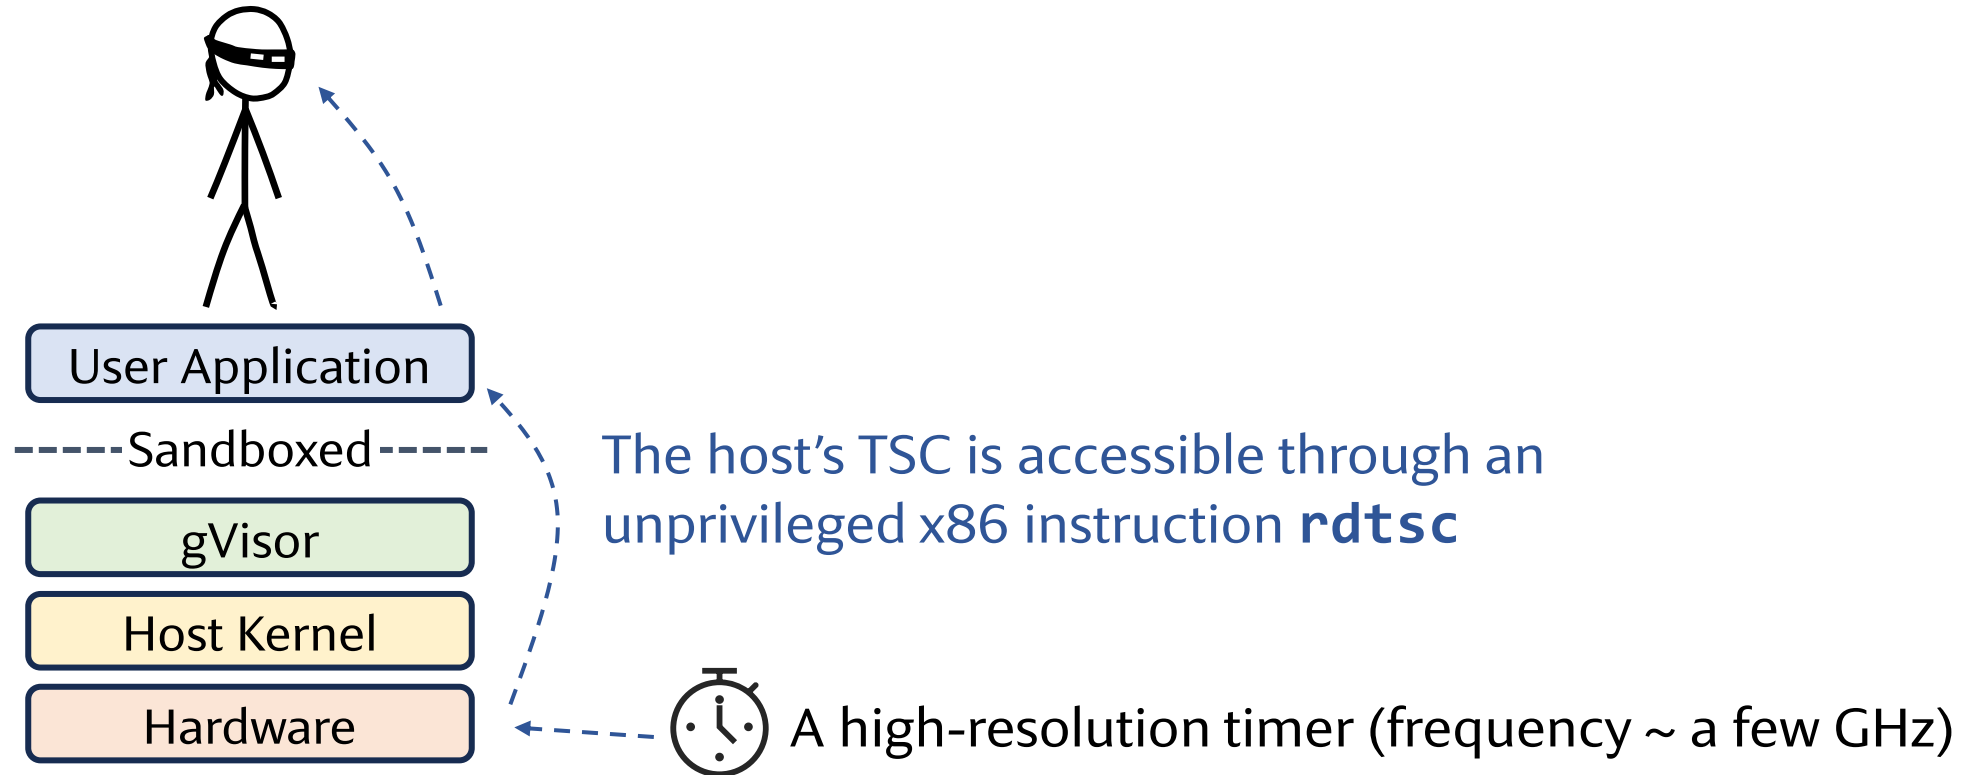 User Application
Sandboxed
gVisor
Host Kernel
Hardware
The host’s TSC is accessible through an
unprivileged x86 instruction rdtsc
A high-resolution timer (frequency ~ a few GHz)